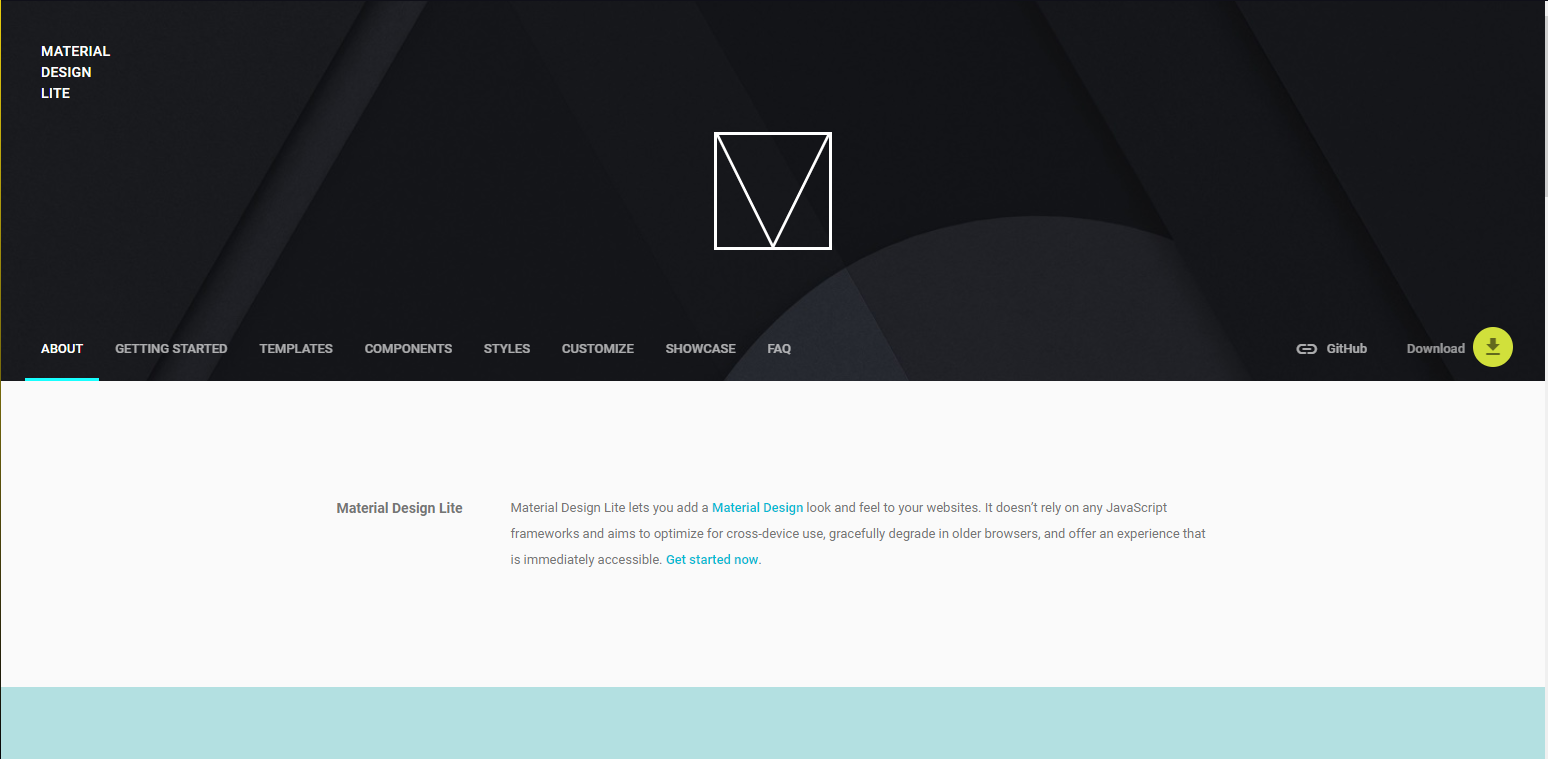 MATERIAL
DESIGN
LITE
ABOUT GETTING STARTED TEMPLATES COMPONENTS STYLES CUSTOMIZE SHOWCASE FAQ GitHub Download
Material Design Lite
Material Design Lite lets you add a Material Design look and feel to your websites. It doesn’t rely on any JavaScript
frameworks and aims to optimize for cross-device use, gracefully degrade in older browsers, and offer an experience that
is immediately accessible. Get started now.